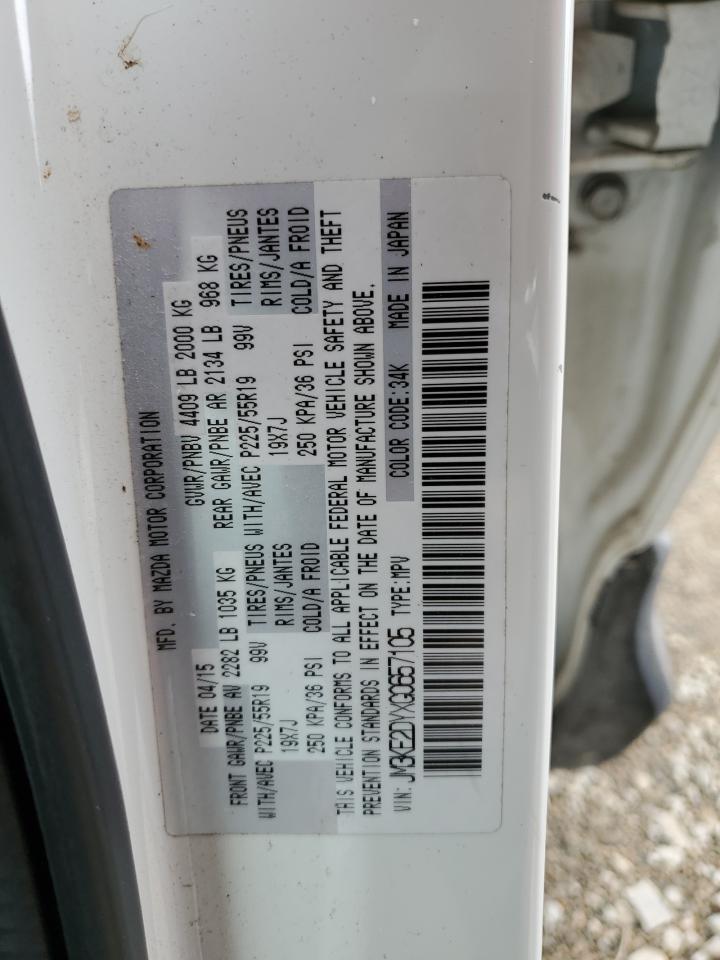 MFD. BY MAZDA MOTOR CORPORATION
DATE 04/15 GVWR/PNBV 4409 LB 2000 KG
FRONT GAWR/PNBE AV 2282 LB 1035 KG REAR GAWR/PNBE AR 2134 LB 968 KG
WITH/AVEC P225/55R19 99V TIRES/PNEUS WITH/AVEC P225/55R19 99V TIRES/PNEUS
19X7J RIMS/JANTES 19X7J RIMS/JANTES
250 KPA/36 PSI COLD/A FROID 250 KPA/36 PSI COLD/A FROID
THIS VEHICLE CONFORMS TO ALL APPLICABLE FEDERAL MOTOR VEHICLE SAFETY AND THEFT
PREVENTION STANDARDS IN EFFECT ON THE DATE OF MANUFACTURE SHOWN ABOVE.
VIN: JM3KE2DYXG0657105 TYPE:MPV COLOR CODE:34K MADE IN JAPAN